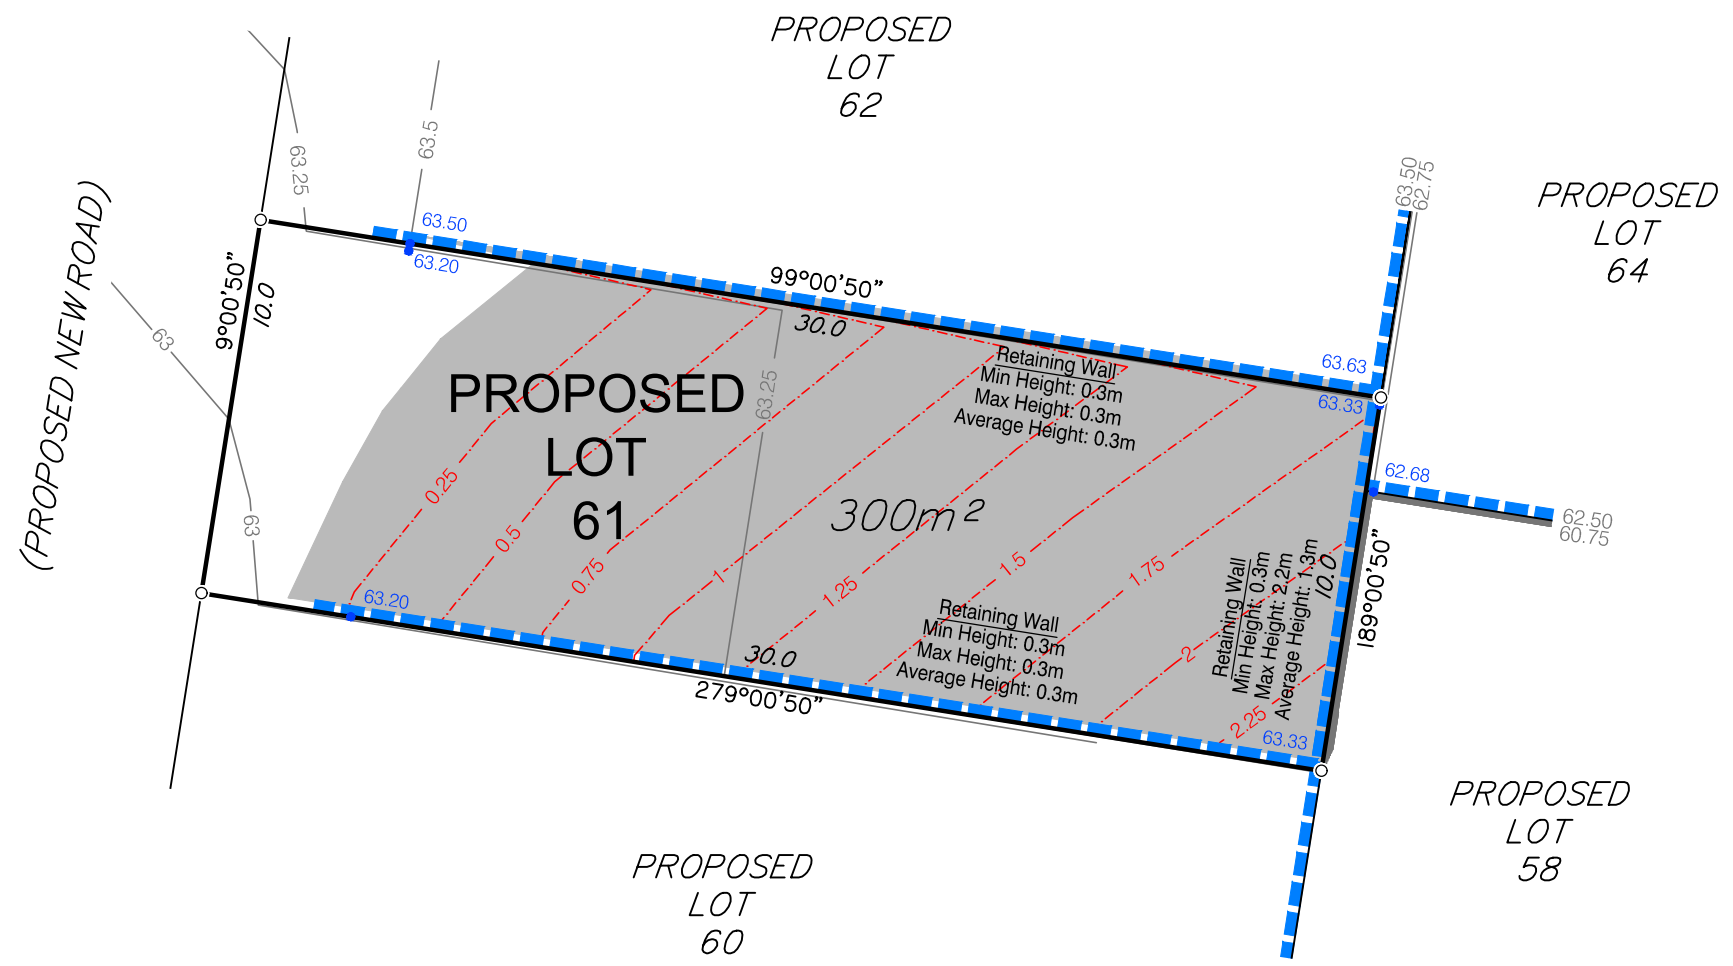 PROPOSED
LOT
62
PROPOSED
LOT
64
(PROPOSED NEW ROAD)
63.25
63.5
63.50
62.75
63.50
63.20
99°00'50"
30.0
9°00'50"
10.0
63
63
63.63
63.33
Retaining Wall
Min Height: 0.3m
Max Height: 0.3m
Average Height: 0.3m
PROPOSED
LOT
61
63.25
300m²
0.25
0.5
0.75
1
1.25
1.5
1.75
2
2.25
62.68
62.50
60.75
Retaining Wall
Min Height: 0.3m
Max Height: 2.2m
Average Height: 1.3m
10.0
189°00'50"
63.20
Retaining Wall
Min Height: 0.3m
Max Height: 0.3m
Average Height: 0.3m
30.0
279°00'50"
63.33
PROPOSED
LOT
58
PROPOSED
LOT
60